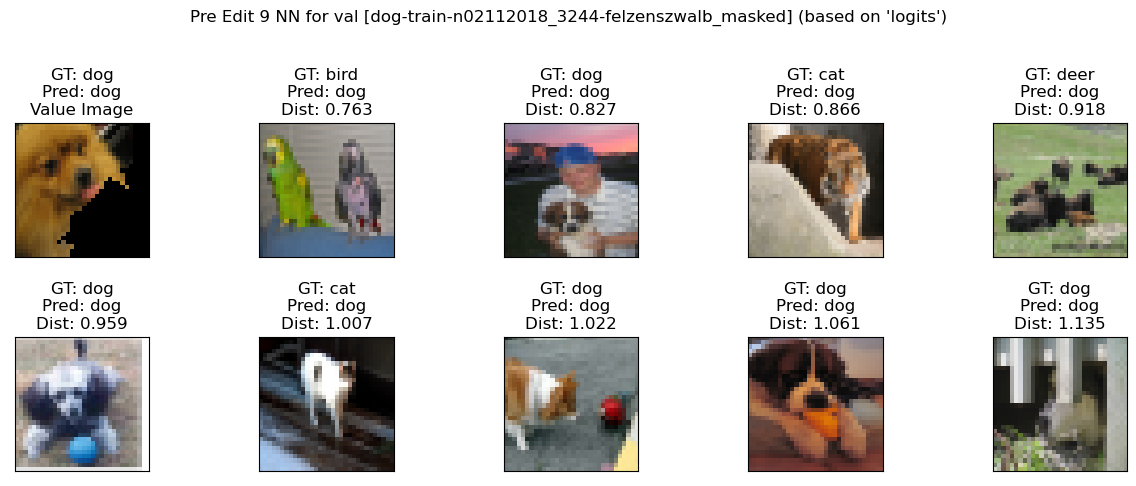 Pre Edit 9 NN for val [dog-train-n02112018_3244-felzenszwalb_masked] (based on 'logits')
GT: dog
Pred: dog
Value Image
GT: bird
Pred: dog
Dist: 0.763
GT: dog
Pred: dog
Dist: 0.827
GT: cat
Pred: dog
Dist: 0.866
GT: deer
Pred: dog
Dist: 0.918
GT: dog
Pred: dog
Dist: 0.959
GT: cat
Pred: dog
Dist: 1.007
GT: dog
Pred: dog
Dist: 1.022
GT: dog
Pred: dog
Dist: 1.061
GT: dog
Pred: dog
Dist: 1.135